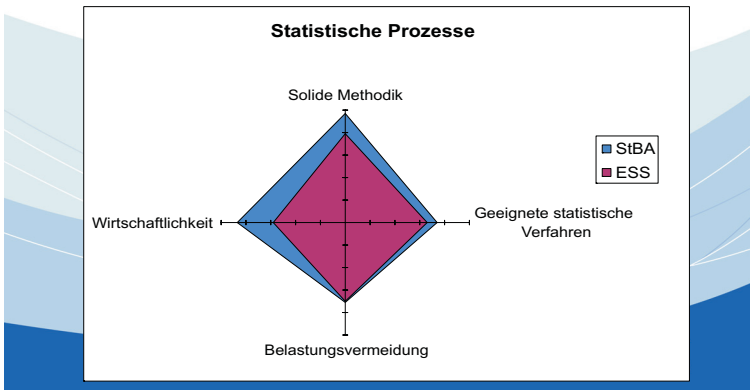 Statistische Prozesse
Solide Methodik
StBA
ESS
Wirtschaftlichkeit
Geeignete statistische
Verfahren
Belastungsvermeidung